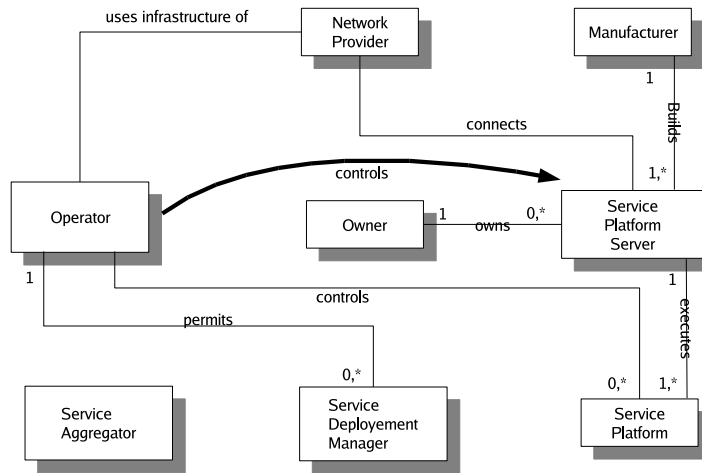 uses infrastructure of
Network
Provider
Manufacturer
1
Builds
connects
controls
1,*
Operator
Owner
1
owns
0,*
Service
Platform
Server
1
1
controls
executes
permits
0,*
0,*
1,*
Service
Aggregator
Service
Deployement
Manager
Service
Platform